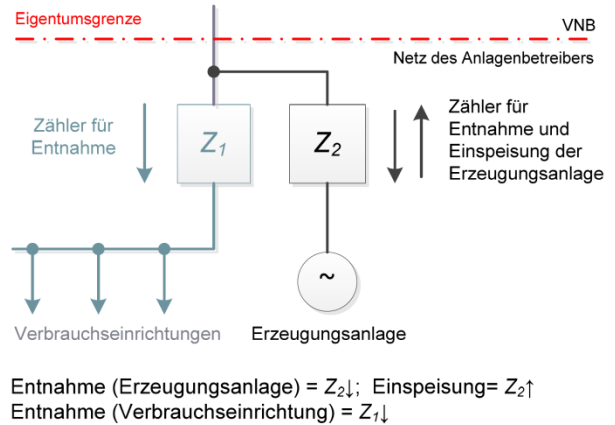 Eigentumsgrenze
VNB
Netz des Anlagenbetreibers
Zähler für
Entnahme
Z1
Z2
Zähler für
Entnahme und
Einspeisung der
Erzeugungsanlage
~
Verbrauchseinrichtungen
Erzeugungsanlage
Entnahme (Erzeugungsanlage) = Z2↓; Einspeisung= Z2↑
Entnahme (Verbrauchseinrichtung) = Z1↓